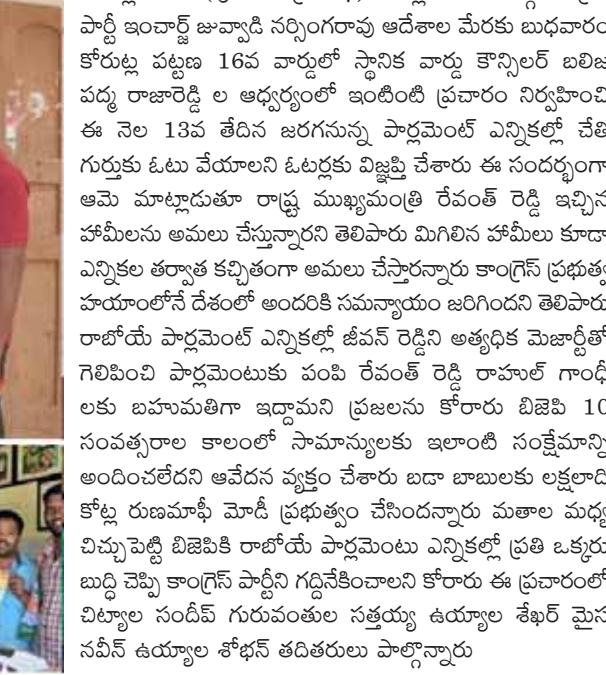 పార్టీ ఇంచార్జ్ జువ్వాడి నర్సింగరావు ఆదేశాల మేరకు బుధవారం
కోరుట్ల పట్టణ 16వ వార్డులో స్థానిక వార్డు కౌన్సిలర్ బలిజ
పద్మ రాజారెడ్డి ల ఆధ్వర్యంలో ఇంటింటి ప్రచారం నిర్వహించి
ఈ నెల 13వ తేదిన జరగనున్న పార్లమెంట్ ఎన్నికల్లో చేతి
గుర్తుకు ఓటు వేయాలని ఓటర్లకు విజ్ఞప్తి చేశారు ఈ సందర్భంగా
ఆమె మాట్లాడుతూ రాష్ట్ర ముఖ్యమంత్రి రేవంత్ రెడ్డి ఇచ్చిన
హామీలను అమలు చేస్తున్నారని తెలిపారు మిగిలిన హామీలు కూడా
ఎన్నికల తర్వాత కచ్చితంగా అమలు చేస్తారన్నారు కాంగ్రెస్ ప్రభుత్వ
హయాంలోనే దేశంలో అందరికి సమన్యాయం జరిగిందని తెలిపారు
రాబోయే పార్లమెంట్ ఎన్నికల్లో జీవన్ రెడ్డిని అత్యధిక మెజార్టీతో
గెలిపించి పార్లమెంటుకు పంపి రేవంత్ రెడ్డి రాహుల్ గాంధీ
లకు బహుమతిగా ఇద్దామని ప్రజలను కోరారు బిజెపి 10
సంవత్సరాల కాలంలో సామాన్యులకు ఇలాంటి సంక్షేమాన్ని
అందించలేదని ఆవేదన వ్యక్తం చేశారు బడా బాబులకు లక్షలాది
కోట్ల రుణమాఫీ మోడీ ప్రభుత్వం చేసిందన్నారు మతాల మధ్య
చిచ్చుపెట్టి బిజెపికి రాబోయే పార్లమెంటు ఎన్నికల్లో ప్రతి ఒక్కరు
బుద్ధి చెప్పి కాంగ్రెస్ పార్టీని గద్దినేకించాలని కోరారు ఈ ప్రచారంలో
చిట్యాల సందీప్ గురువంతుల సత్తయ్య ఉయ్యాల శేఖర్ మైస
నవీన్ ఉయ్యాల శోభన్ తదితరులు పాల్గొన్నారు